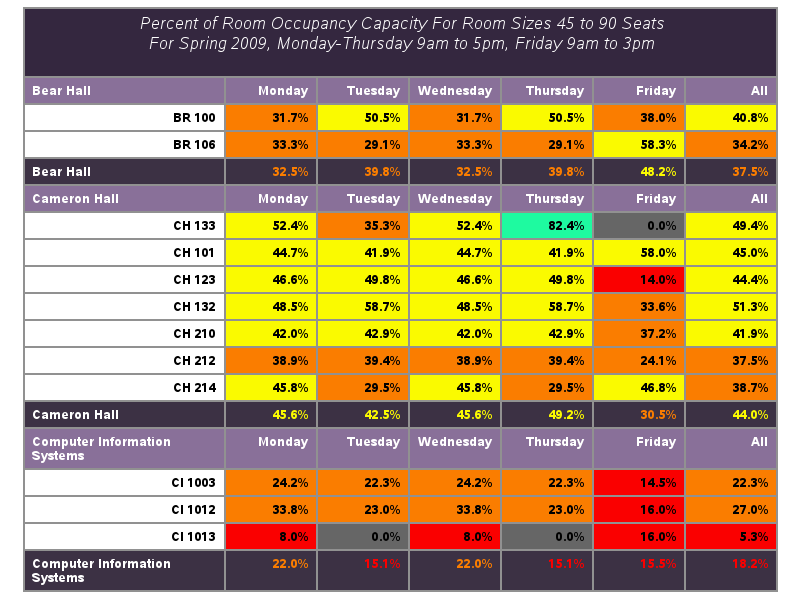 Percent of Room Occupancy Capacity For Room Sizes 45 to 90 Seats
For Spring 2009, Monday-Thursday 9am to 5pm, Friday 9am to 3pm
Bear Hall Monday Tuesday Wednesday Thursday Friday All
BR 100 31.7% 50.5% 31.7% 50.5% 38.0% 40.8%
BR 106 33.3% 29.1% 33.3% 29.1% 58.3% 34.2%
Bear Hall 32.5% 39.8% 32.5% 39.8% 48.2% 37.5%
Cameron Hall Monday Tuesday Wednesday Thursday Friday All
CH 133 52.4% 35.3% 52.4% 82.4% 0.0% 49.4%
CH 101 44.7% 41.9% 44.7% 41.9% 58.0% 45.0%
CH 123 46.6% 49.8% 46.6% 49.8% 14.0% 44.4%
CH 132 48.5% 58.7% 48.5% 58.7% 33.6% 51.3%
CH 210 42.0% 42.9% 42.0% 42.9% 37.2% 41.9%
CH 212 38.9% 39.4% 38.9% 39.4% 24.1% 37.5%
CH 214 45.8% 29.5% 45.8% 29.5% 46.8% 38.7%
Cameron Hall 45.6% 42.5% 45.6% 49.2% 30.5% 44.0%
Computer Information Monday Tuesday Wednesday Thursday Friday All
Systems
CI 1003 24.2% 22.3% 24.2% 22.3% 14.5% 22.3%
CI 1012 33.8% 23.0% 33.8% 23.0% 16.0% 27.0%
CI 1013 8.0% 0.0% 8.0% 0.0% 16.0% 5.3%
Computer Information 22.0% 15.1% 22.0% 15.1% 15.5% 18.2%
Systems